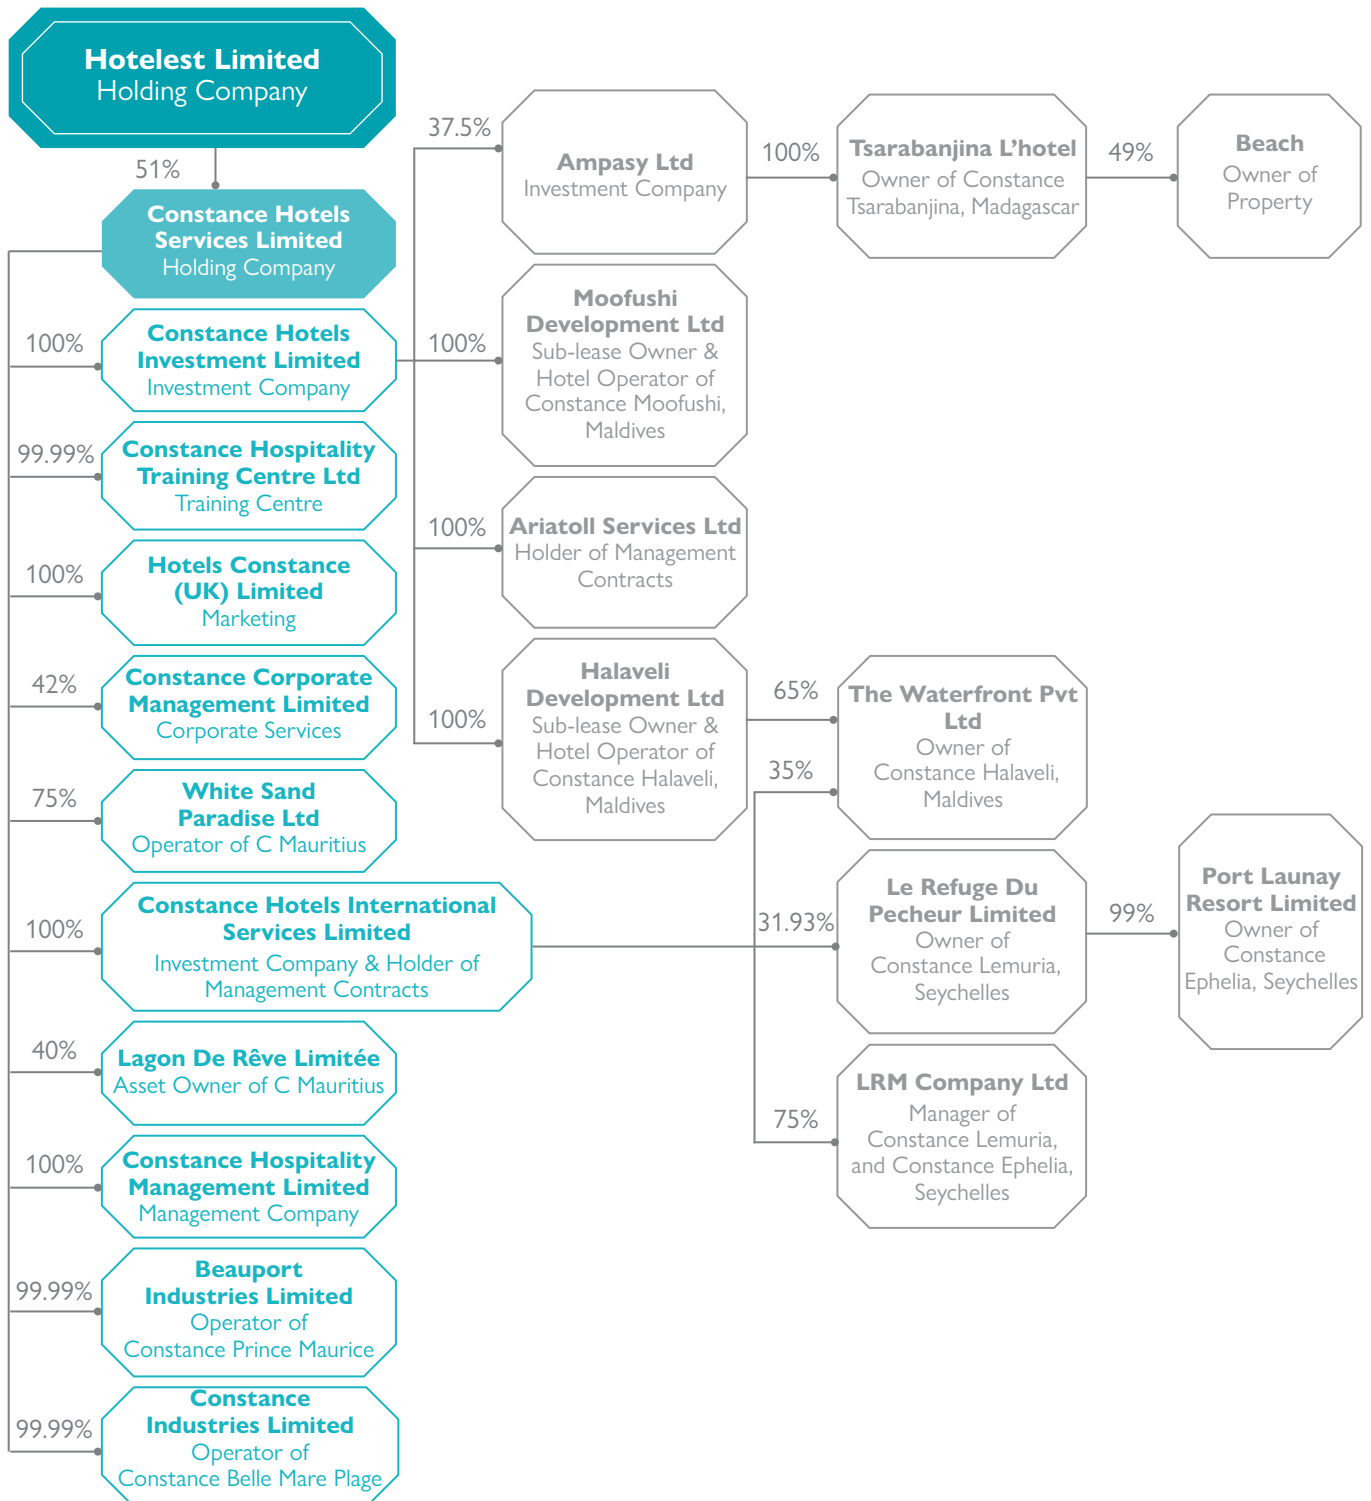 Hotelest Limited
Holding Company
51%
Constance Hotels
Services Limited
Holding Company
100%
Constance Hotels
Investment Limited
Investment Company
99.99%
Constance Hospitality
Training Centre Ltd
Training Centre
100%
Hotels Constance
(UK) Limited
Marketing
42%
Constance Corporate
Management Limited
Corporate Services
75%
White Sand
Paradise Ltd
Operator of C Mauritius
100%
Constance Hotels International
Services Limited
Investment Company & Holder of
Management Contracts
40%
Lagon De Rêve Limitée
Asset Owner of C Mauritius
100%
Constance Hospitality
Management Limited
Management Company
99.99%
Beauport
Industries Limited
Operator of
Constance Prince Maurice
99.99%
Constance
Industries Limited
Operator of
Constance Belle Mare Plage
37.5%
Ampasy Ltd
Investment Company
100%
Tsarabanjina L’hotel
Owner of Constance
Tsarabanjina, Madagascar
49%
Beach
Owner of
Property
100%
Moofushi
Development Ltd
Sub-lease Owner &
Hotel Operator of
Constance Moofushi,
Maldives
100%
Ariatoll Services Ltd
Holder of Management
Contracts
100%
Halaveli
Development Ltd
Sub-lease Owner &
Hotel Operator of
Constance Halaveli,
Maldives
65%
35%
The Waterfront Pvt
Ltd
Owner of
Constance Halaveli,
Maldives
31.93%
Le Refuge Du
Pecheur Limited
Owner of
Constance Lemuria,
Seychelles
99%
Port Launay
Resort Limited
Owner of
Constance
Ephelia, Seychelles
75%
LRM Company Ltd
Manager of
Constance Lemuria,
and Constance Ephelia,
Seychelles